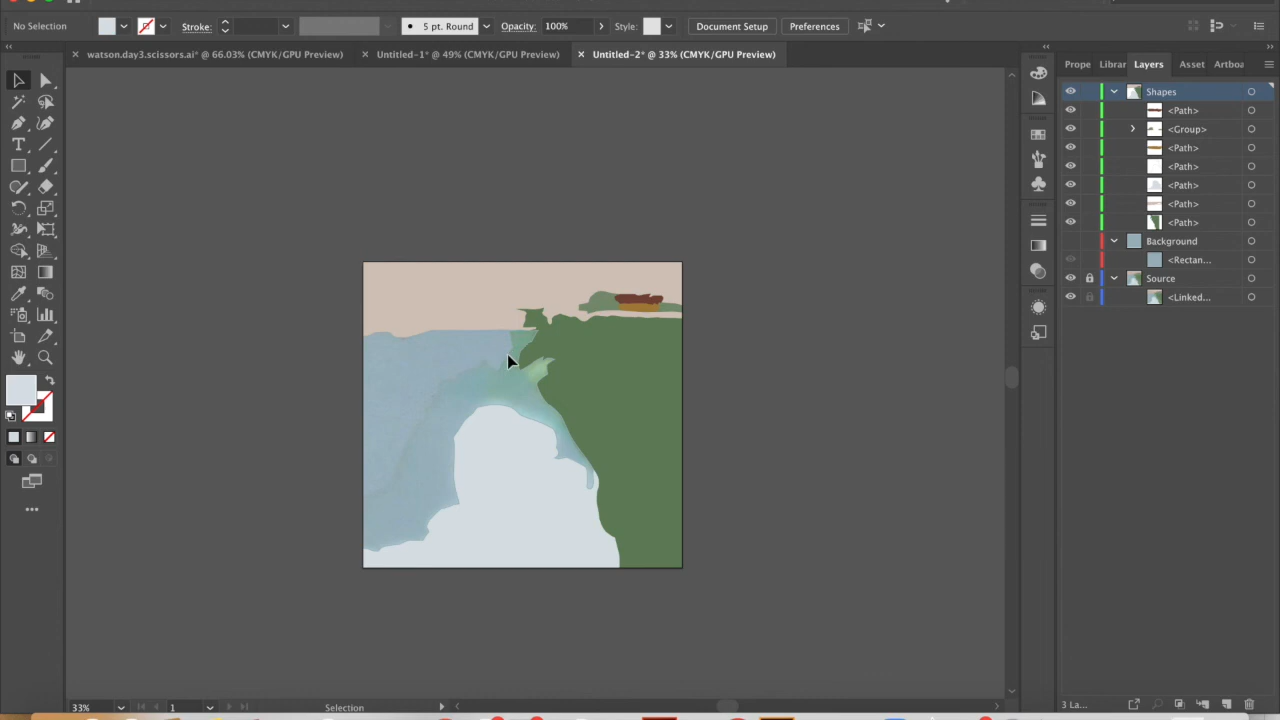 No Selection
Stroke:
5 pt. Round
Opacity:
100%
Style:
Document Setup
Preferences
watson.day3.scissors.ai* @ 66.03% (CMYK/GPU Preview)
Untitled-1* @ 49% (CMYK/GPU Preview)
Untitled-2* @ 33% (CMYK/GPU Preview)
Prope
Librar
Layers
Asset
Artboa
Shapes
<Path>
<Group>
<Path>
<Path>
<Path>
<Path>
<Path>
Background
<Rectan...
Source
<Linked...
33%
1
Selection
3 La...